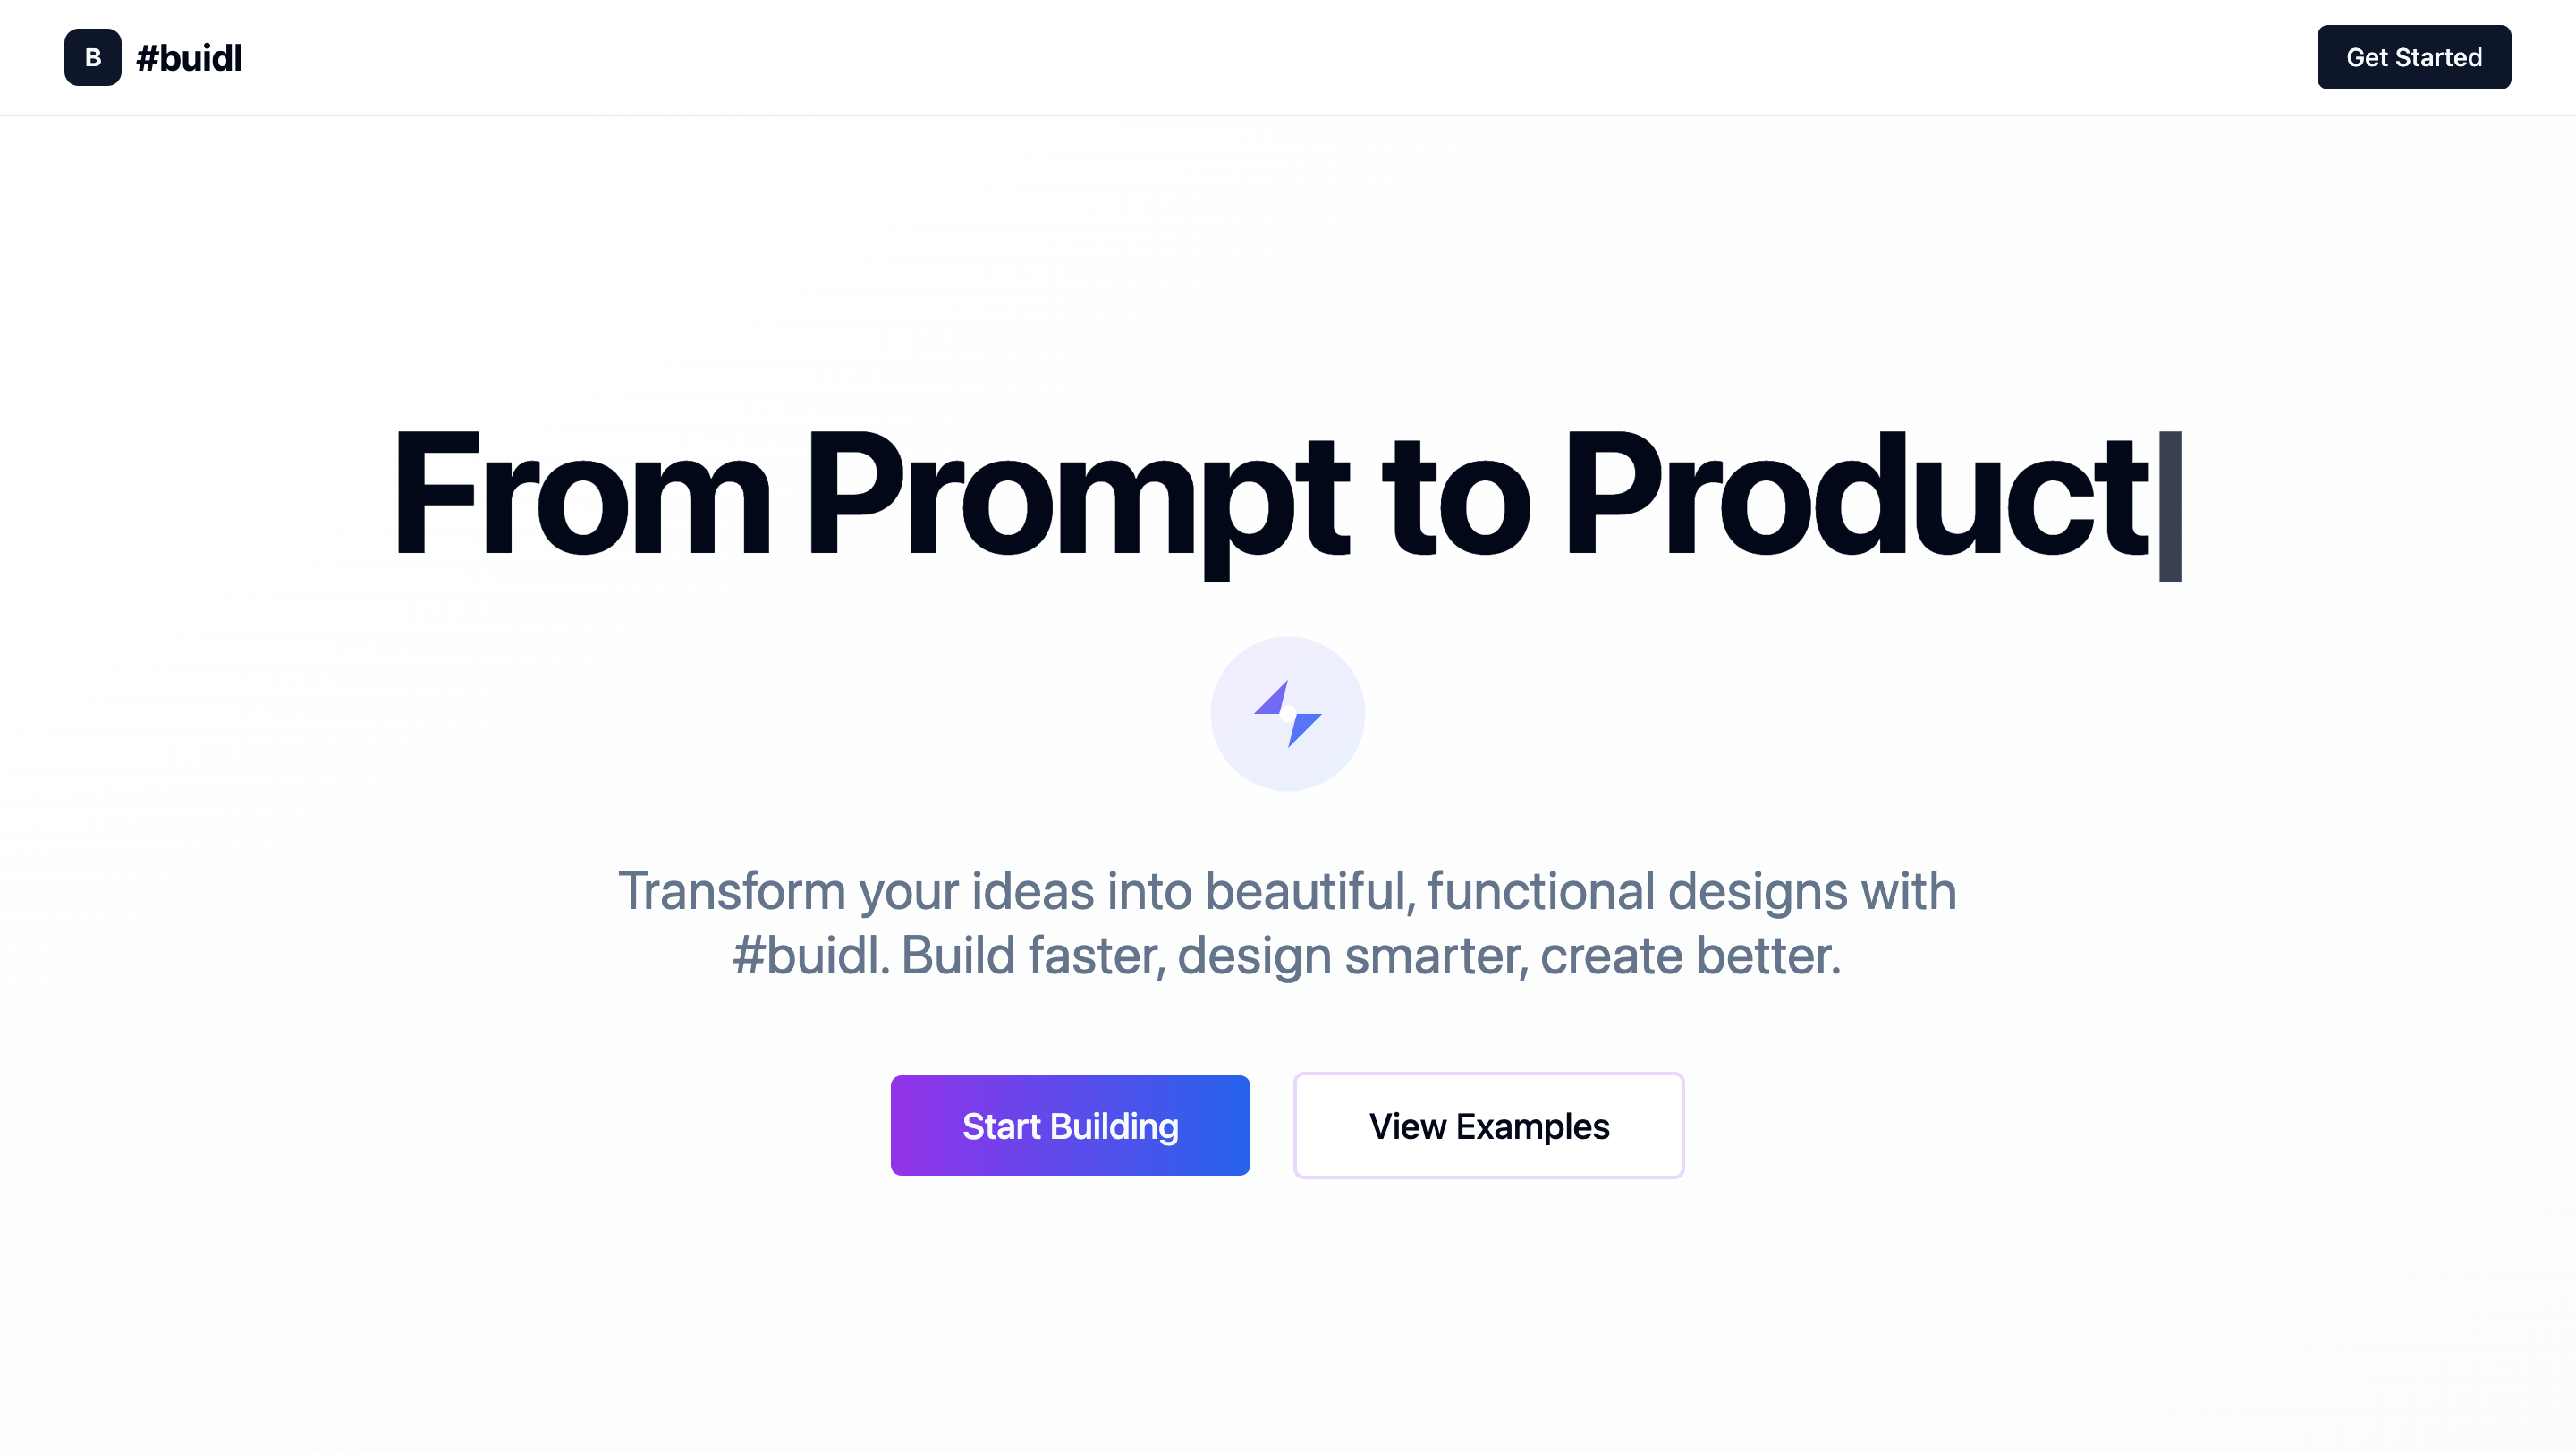 B #buidl
Get Started
From Prompt to Product|
Transform your ideas into beautiful, functional designs with
#buidl. Build faster, design smarter, create better.
Start Building
View Examples